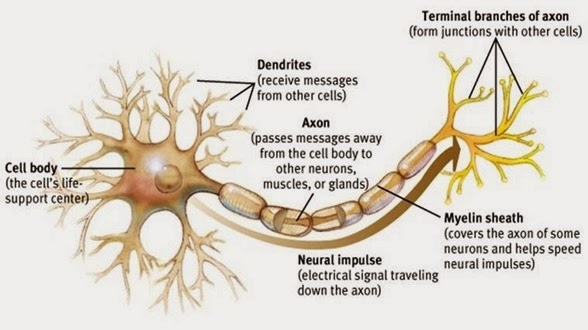 Terminal branches of axon
(form junctions with other cells)
Dendrites
(receive messages
from other cells)
Axon
(passes messages away
from the cell body to
other neurons,
muscles, or glands)
Cell body
(the cell's life-
support center)
Myelin sheath
(covers the axon of some
neurons and helps speed
neural impulses)
Neural impulse
(electrical signal traveling
down the axon)